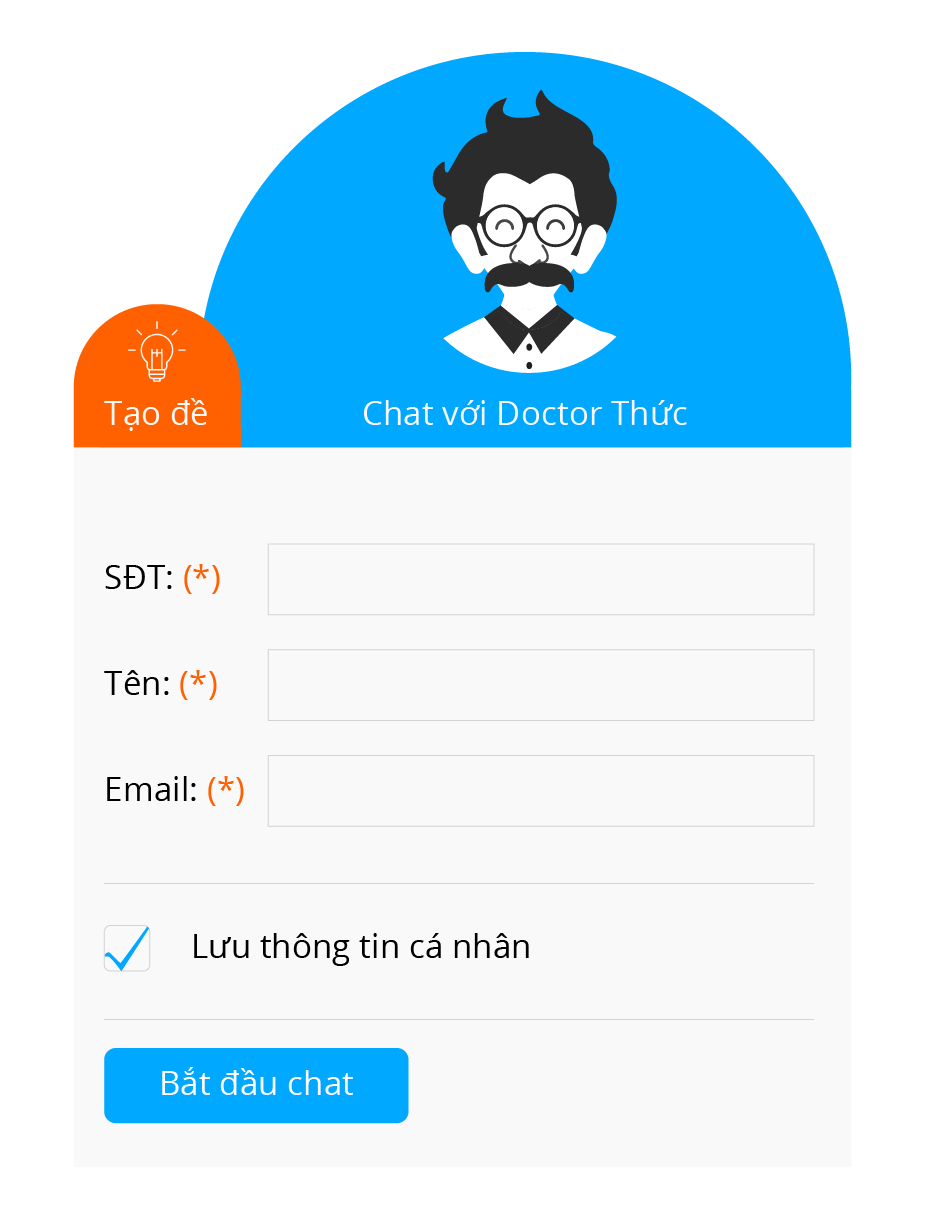 Tạo đề
Chat với Doctor Thức
SĐT: (*)
Tên: (*)
Email: (*)
Lưu thông tin cá nhân
Bắt đầu chat